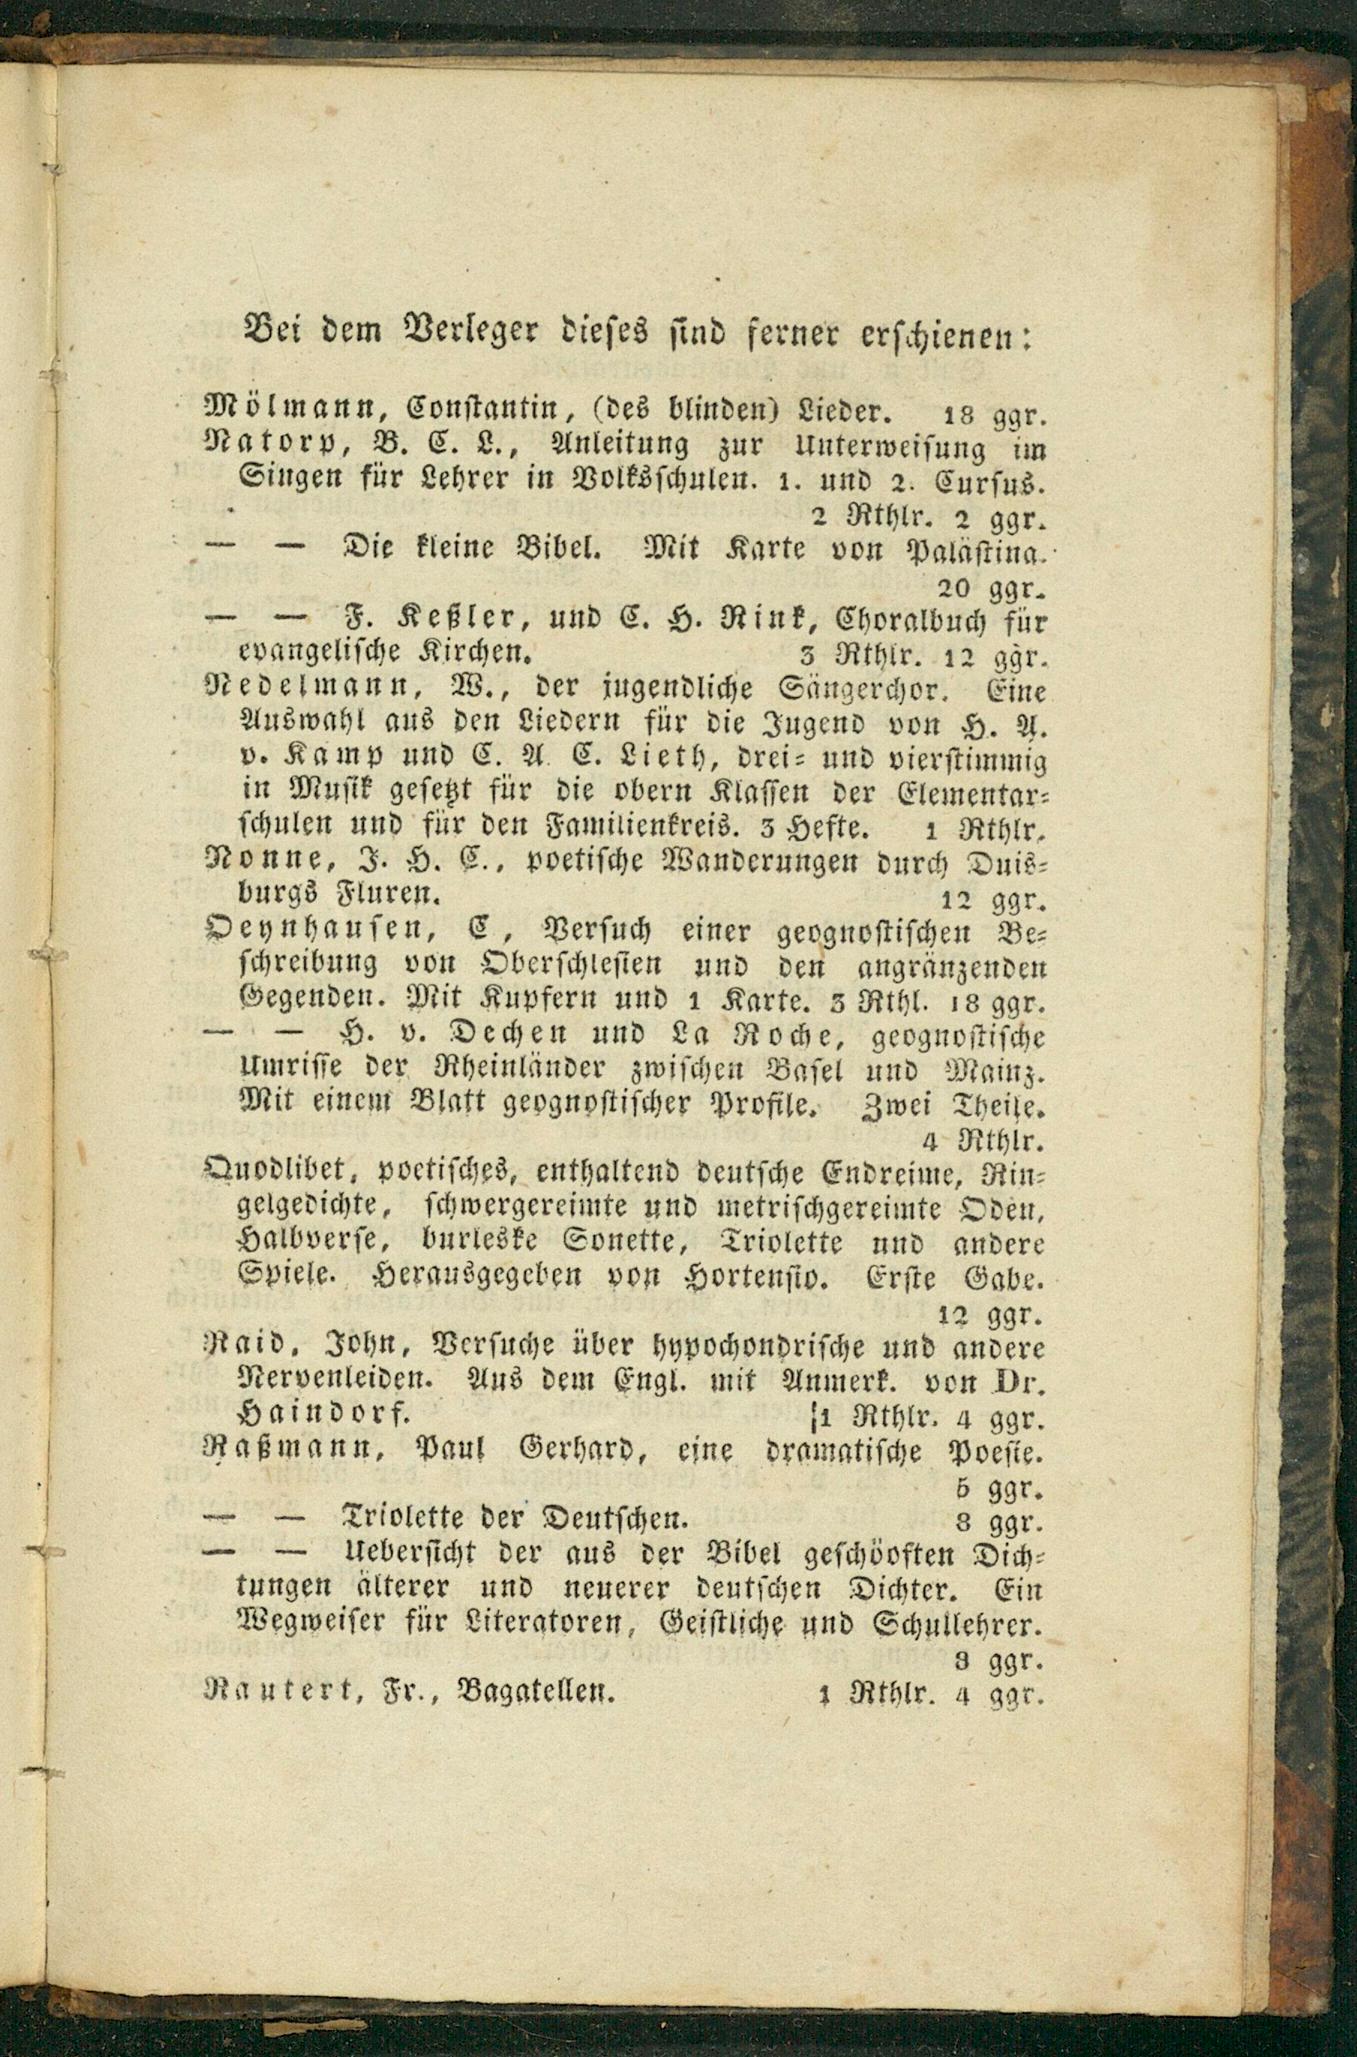 Bei dem Verleger dieses sind ferner erschienen:
Mölmann, Constantin, (des blinden) Lieder. 18 ggr.
Natorp, B. C. L., Anleitung zur Unterweisung im
Singen für Lehrer in Volksschulen. 1. und 2. Cursus.
2 Rthlr. 2 ggr.
— — Die kleine Bibel. Mit Karte von Palästina.
20 ggr.
— — F. Keßler, und C. H. Rink, Choralbuch für
evangelische Kirchen. 3 Rthlr. 12 ggr.
Nedelmann, W., der jugendliche Sängerchor. Eine
Auswahl aus den Liedern für die Jugend von H. A.
v. Kamp und C. A. C. Lieth, drei- und vierstimmig
in Musik gesetzt für die obern Klassen der Elementar-
schulen und für den Familienkreis. 3 Hefte. 1 Rthlr.
Nonne, J. H. C., poetische Wanderungen durch Duis-
burgs Fluren. 12 ggr.
Oeynhausen, C, Versuch einer geognostischen Be-
schreibung von Oberschlesien und den angränzenden
Gegenden. Mit Kupfern und 1 Karte. 3 Rthl. 18 ggr.
— — H. v. Dechen und La Roche, geognostische
Umrisse der Rheinländer zwischen Basel und Mainz.
Mit einem Blatt geognostischer Profile. Zwei Theile.
4 Rthlr.
Quodlibet, poetisches, enthaltend deutsche Endreime, Rin-
gelgedichte, schwergereimte und metrischgereimte Oden,
Halbverse, burleske Sonette, Triolette und andere
Spiele. Herausgegeben von Hortensio. Erste Gabe.
12 ggr.
Raid, John, Versuche über hypochondrische und andere
Nervenleiden. Aus dem Engl. mit Anmerk. von Dr.
Haindorf. 1 Rthlr. 4 ggr.
Raßmann, Paul Gerhard, eine dramatische Poesie.
5 ggr.
— — Triolette der Deutschen. 8 ggr.
— — Uebersicht der aus der Bibel geschöoften Dich-
tungen älterer und neuerer deutschen Dichter. Ein
Wegweiser für Literatoren, Geistliche und Schullehrer.
8 ggr.
Rautert, Fr., Bagatellen. 1 Rthlr. 4 ggr.